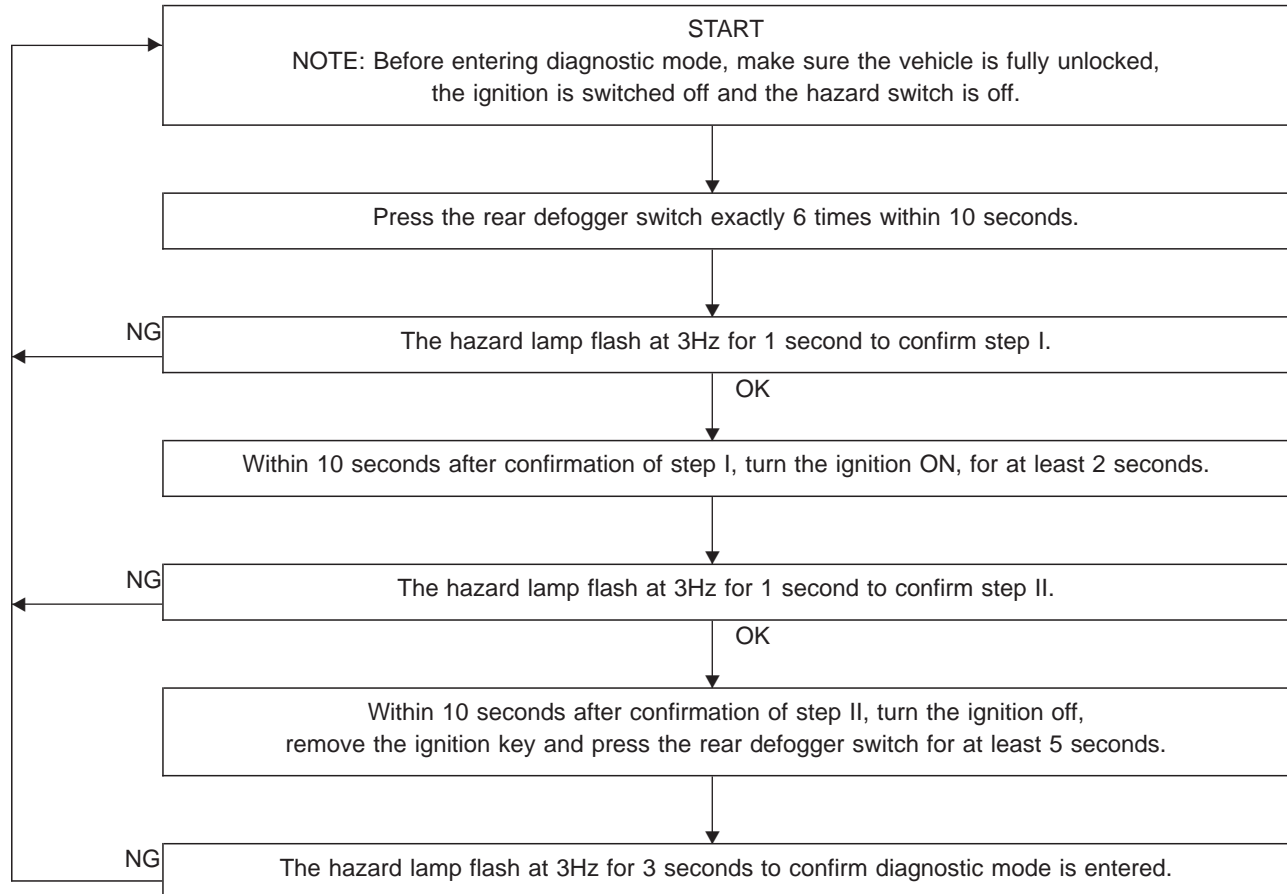 START
NOTE: Before entering diagnostic mode, make sure the vehicle is fully unlocked,
the ignition is switched off and the hazard switch is off.
Press the rear defogger switch exactly 6 times within 10 seconds.
NG
The hazard lamp flash at 3Hz for 1 second to confirm step I.
OK
Within 10 seconds after confirmation of step I, turn the ignition ON, for at least 2 seconds.
NG
The hazard lamp flash at 3Hz for 1 second to confirm step II.
OK
Within 10 seconds after confirmation of step II, turn the ignition off,
remove the ignition key and press the rear defogger switch for at least 5 seconds.
NG
The hazard lamp flash at 3Hz for 3 seconds to confirm diagnostic mode is entered.